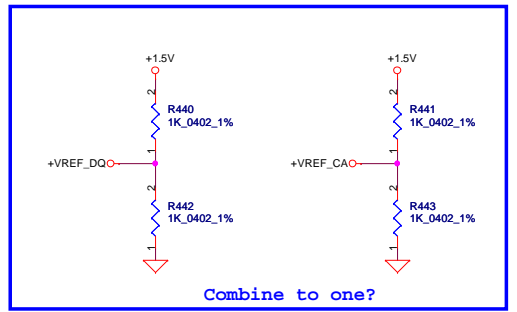 +1.5V
2
R440
1K_0402_1%
1
+VREF_DQ
2
R442
1K_0402_1%
1
+1.5V
2
R441
1K_0402_1%
1
+VREF_CA
2
R443
1K_0402_1%
1
Combine to one?